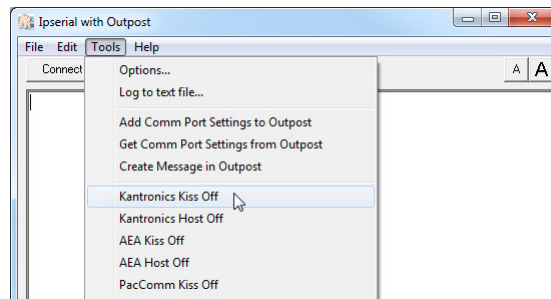 Ipserial with Outpost
File Edit Tools Help
Connect A A
Options...
Log to text file...
Add Comm Port Settings to Outpost
Get Comm Port Settings from Outpost
Create Message in Outpost
Kantronics Kiss Off
Kantronics Host Off
AEA Kiss Off
AEA Host Off
PacComm Kiss Off